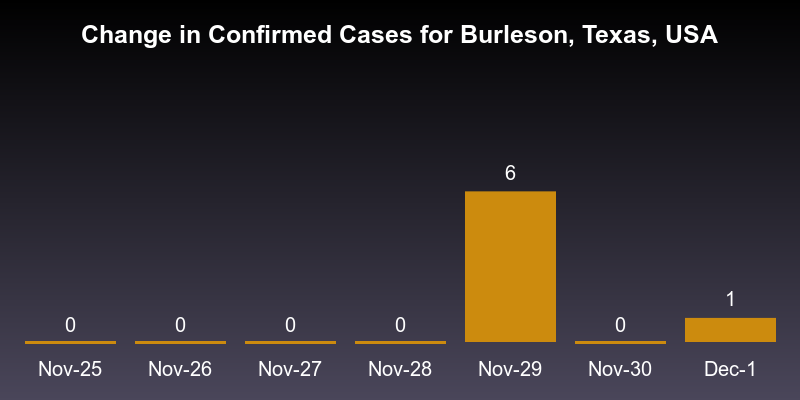 Change in Confirmed Cases for Burleson, Texas, USA
0 0 0 0 6 0 1
Nov-25 Nov-26 Nov-27 Nov-28 Nov-29 Nov-30 Dec-1